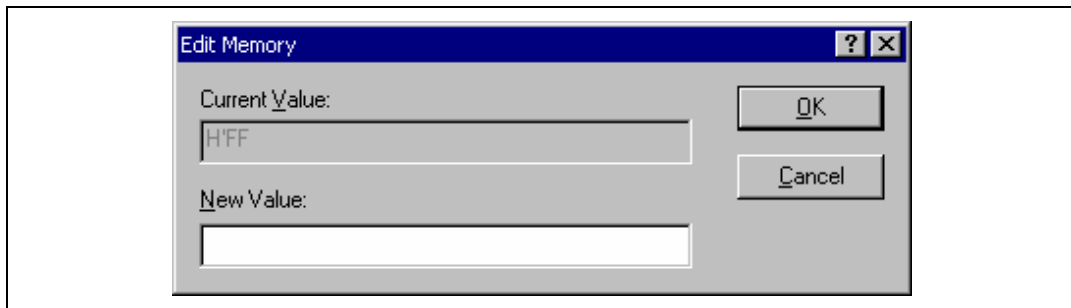 Edit Memory
Current Value:
H'FF
New Value:
OK
Cancel